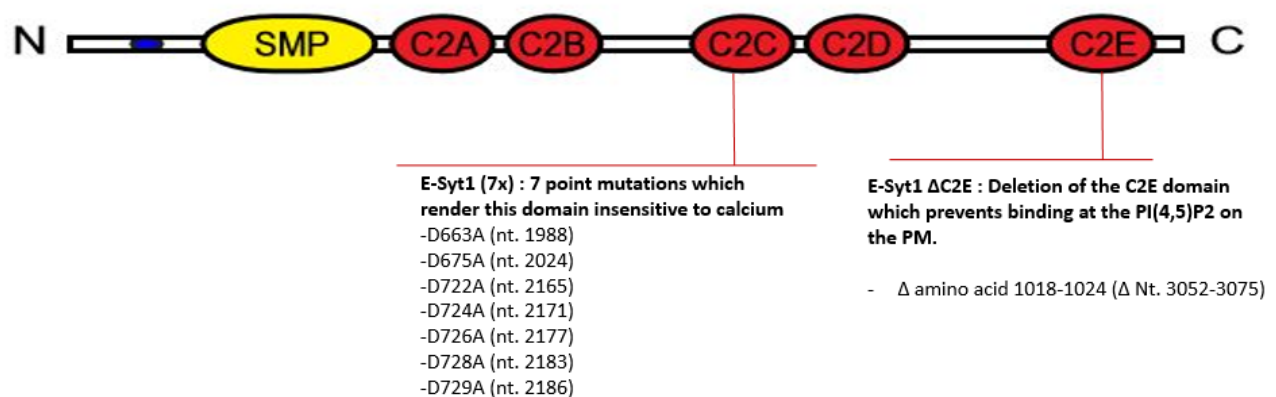 N SMP C2A C2B C2C C2D C2E C
E-Syt1 (7x) : 7 point mutations which
render this domain insensitive to calcium
-D663A (nt. 1988)
-D675A (nt. 2024)
-D722A (nt. 2165)
-D724A (nt. 2171)
-D726A (nt. 2177)
-D728A (nt. 2183)
-D729A (nt. 2186)
E-Syt1 ΔC2E : Deletion of the C2E domain
which prevents binding at the PI(4,5)P2 on
the PM.
- Δ amino acid 1018-1024 (Δ Nt. 3052-3075)